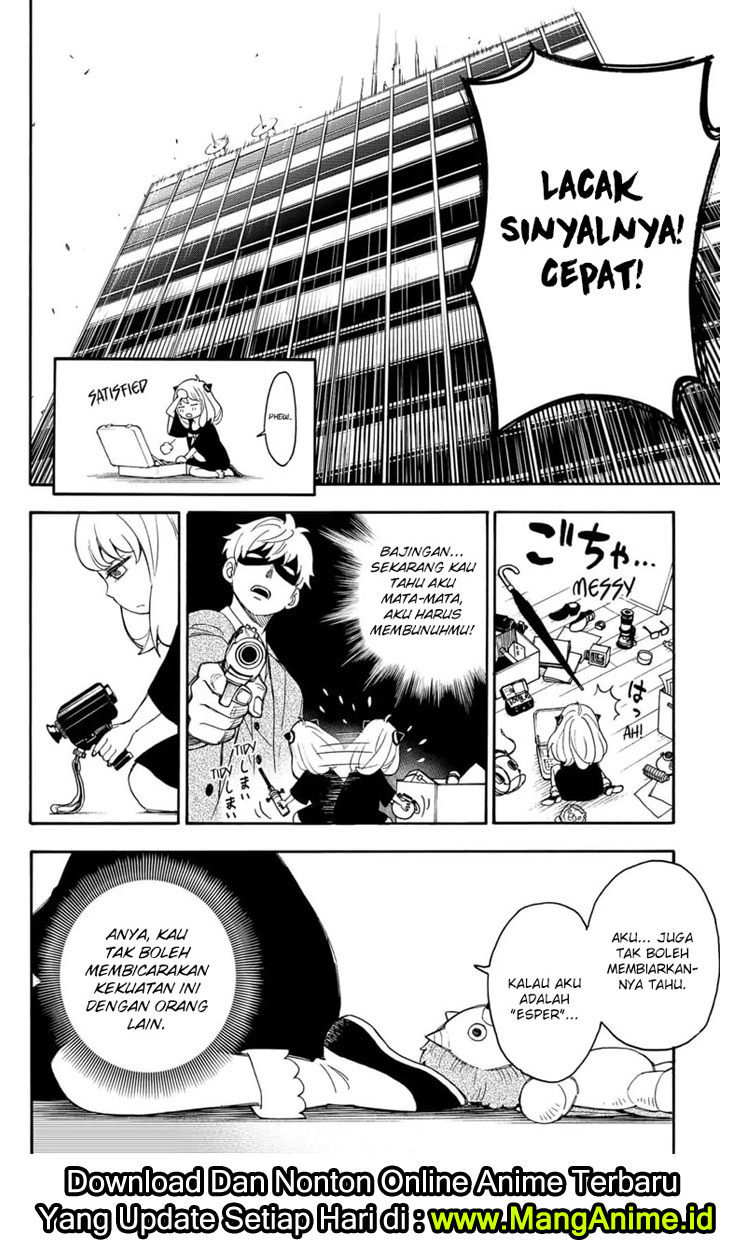 LACAK
SINYALNYA!
CEPAT!
SATISFIED
PHEW..
ごちゃ...
MESSY
はっ
AH!
BAJINGAN...
SEKARANG KAU
TAHU AKU
MATA-MATA,
AKU HARUS
MEMBUNUHMU!
TIDY しまい
TIDY しまい
AKU... JUGA
TAK BOLEH
MEMBIARKAN-
NYA TAHU.
KALAU AKU
ADALAH
"ESPER"...
ANYA, KAU
TAK BOLEH
MEMBICARAKAN
KEKUATAN INI
DENGAN ORANG
LAIN.
Download Dan Nonton Online Anime Terbaru
Yang Update Setiap Hari di : www.MangAnime.id